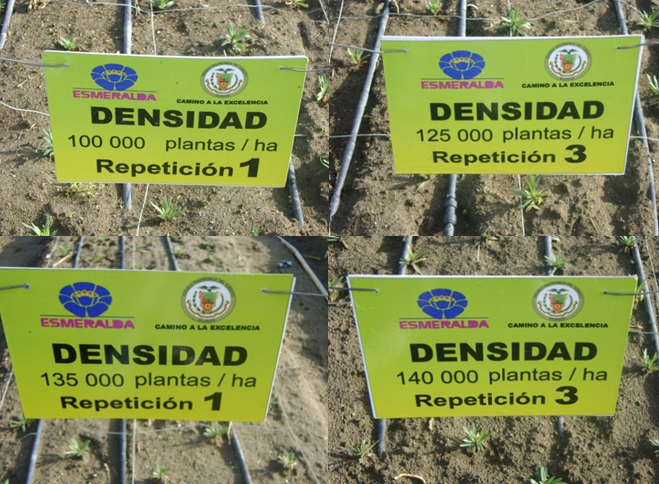 ESMERALDA
CAMINO A LA EXCELENCIA
DENSIDAD
100 000 plantas / ha
Repetición 1
ESMERALDA
CAMINO A LA EXCELENCIA
DENSIDAD
125 000 plantas / ha
Repetición 3
ESMERALDA
CAMINO A LA EXCELENCIA
DENSIDAD
135 000 plantas / ha
Repetición 1
ESMERALDA
CAMINO A LA EXCELENCIA
DENSIDAD
140 000 plantas / ha
Repetición 3